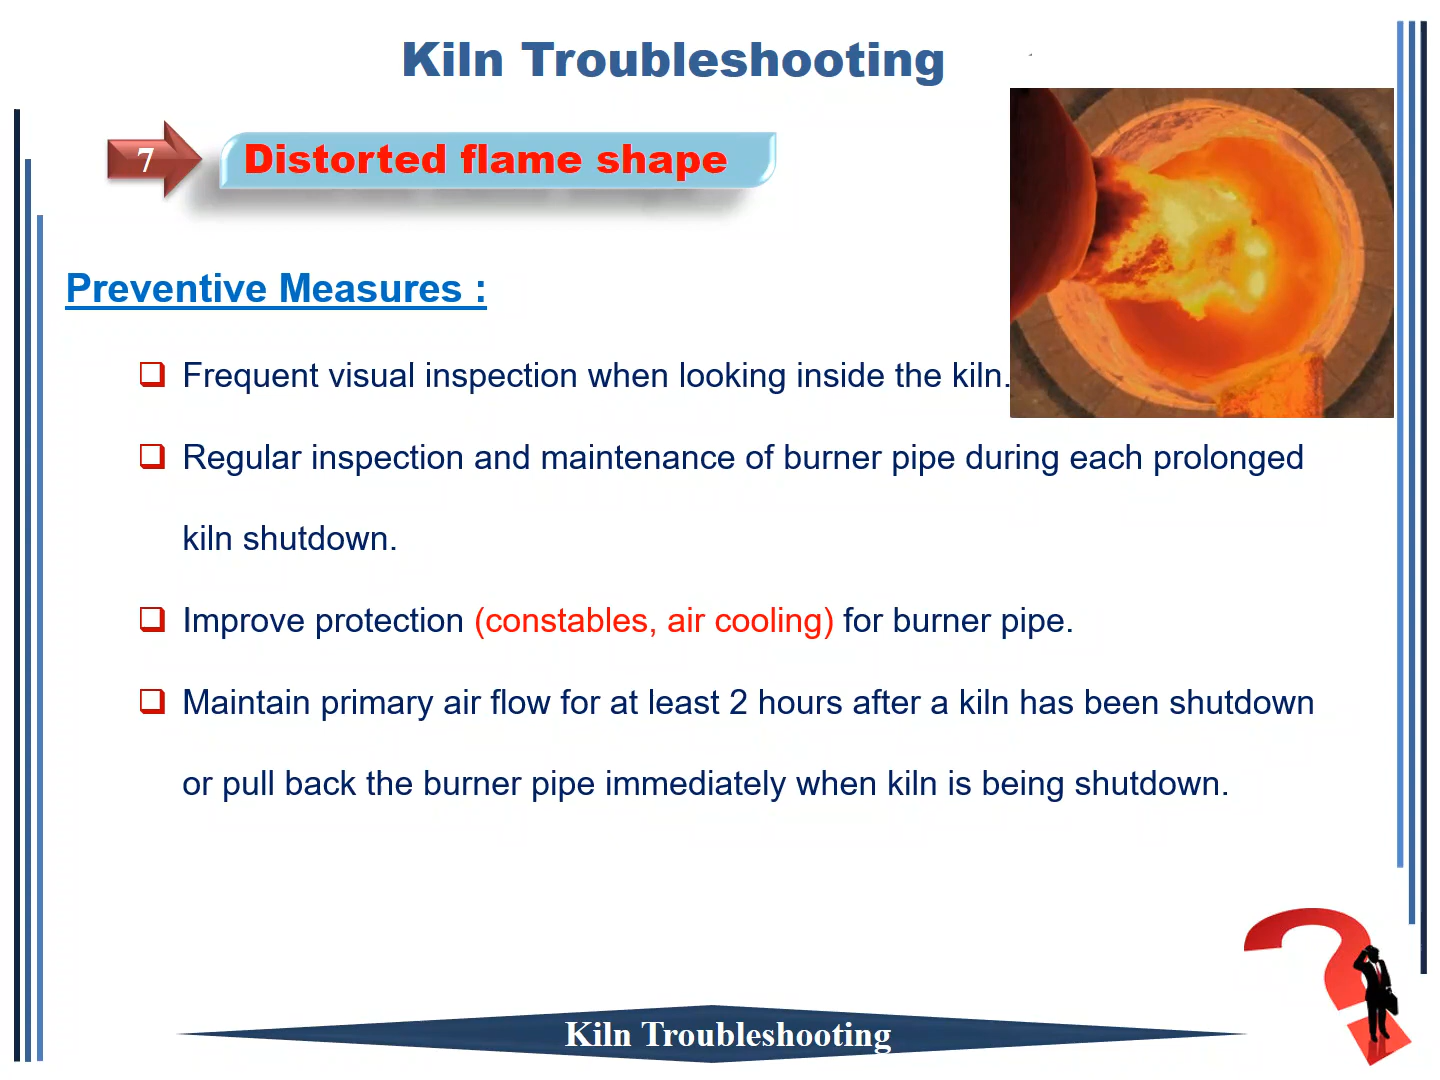 Kiln Troubleshooting
7
Distorted flame shape
Preventive Measures :
Frequent visual inspection when looking inside the kiln.
Regular inspection and maintenance of burner pipe during each prolonged
kiln shutdown.
Improve protection (constables, air cooling) for burner pipe.
Maintain primary air flow for at least 2 hours after a kiln has been shutdown
or pull back the burner pipe immediately when kiln is being shutdown.
Kiln Troubleshooting